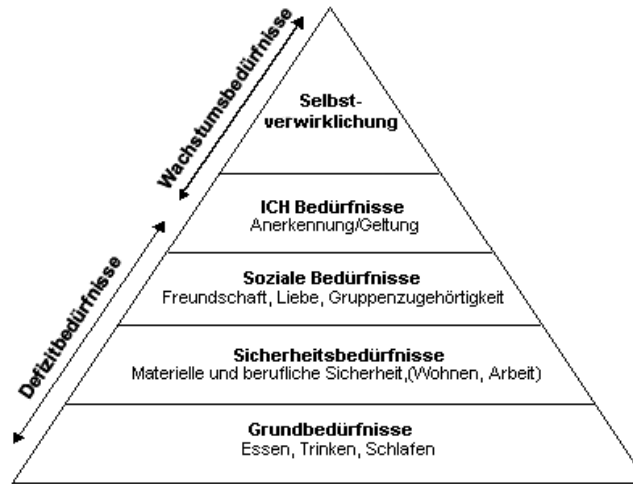 Wachstumsbedürfnisse
Defizitbedürfnisse
Selbst-
verwirklichung
ICH Bedürfnisse
Anerkennung/Geltung
Soziale Bedürfnisse
Freundschaft, Liebe, Gruppenzugehörtigkeit
Sicherheitsbedürfnisse
Materielle und berufliche Sicherheit,(Wohnen, Arbeit)
Grundbedürfnisse
Essen, Trinken, Schlafen